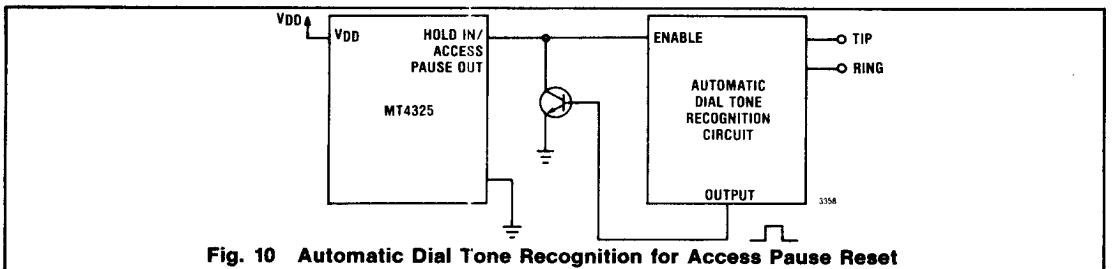 VDD
VDD
HOLD IN/
ACCESS
PAUSE OUT
MT4325
ENABLE
AUTOMATIC
DIAL TONE
RECOGNITION
CIRCUIT
OUTPUT
TIP
RING
3358
Fig. 10 Automatic Dial Tone Recognition for Access Pause Reset